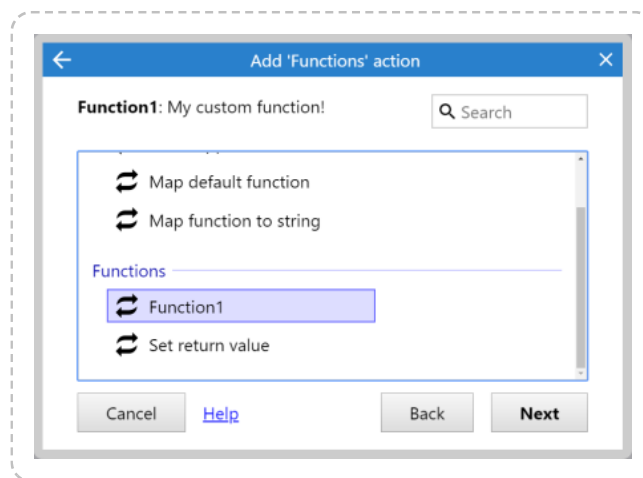 Add 'Functions' action
Function1: My custom function!
Search
Map default function
Map function to string
Functions
Function1
Set return value
Cancel Help Back Next